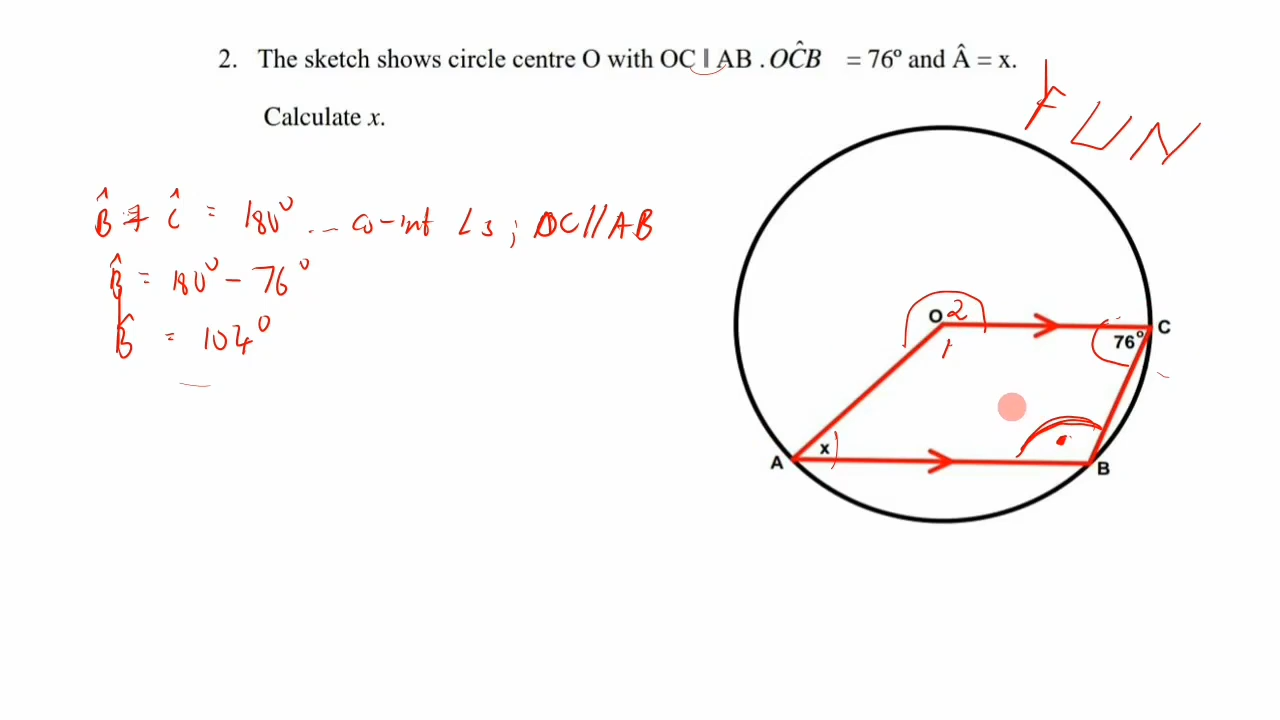 2. The sketch shows circle centre O with OC ∥ AB . OĈB = 76º and Â = x.
Calculate x.
FUN
B̂ + Ĉ = 180° ... co-int ∠s ; OC//AB
B̂ = 180° - 76°
B̂ = 104°
O 2
1
C
76°
x
A
B